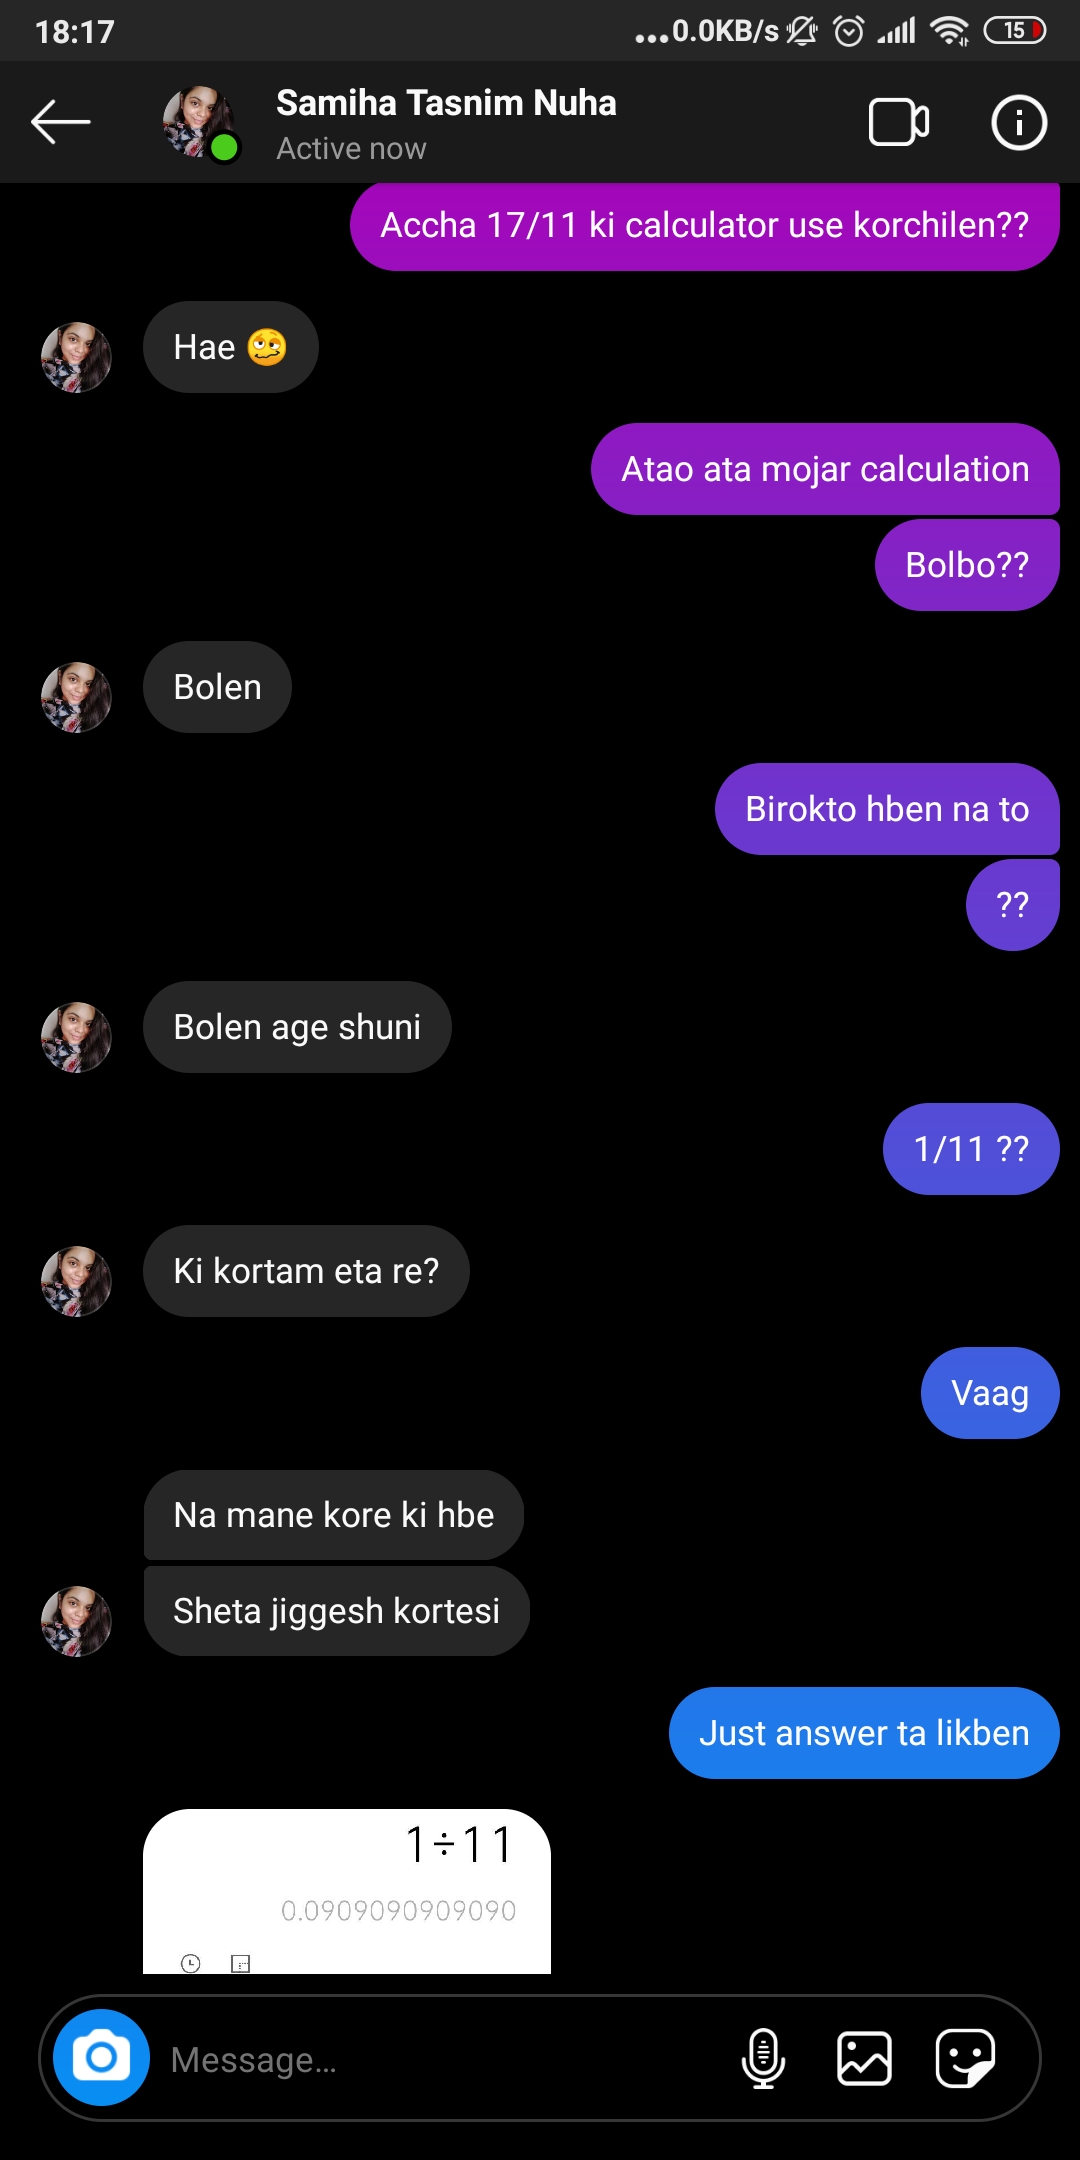 18:17
...0.0KB/s
15
Samiha Tasnim Nuha
Active now
Accha 17/11 ki calculator use korchilen??
Hae 🥴
Atao ata mojar calculation
Bolbo??
Bolen
Birokto hben na to
??
Bolen age shuni
1/11 ??
Ki kortam eta re?
Vaag
Na mane kore ki hbe
Sheta jiggesh kortesi
Just answer ta likben
1÷11
0.0909090909090
Message...